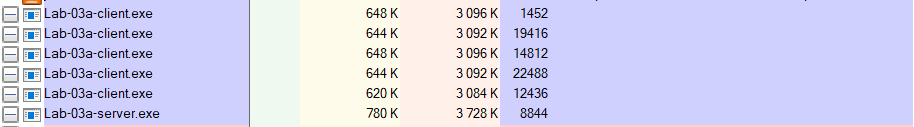 Lab-03a-client.exe 648 K 3 096 K 1452
Lab-03a-client.exe 644 K 3 092 K 19416
Lab-03a-client.exe 648 K 3 096 K 14812
Lab-03a-client.exe 644 K 3 092 K 22488
Lab-03a-client.exe 620 K 3 084 K 12436
Lab-03a-server.exe 780 K 3 728 K 8844